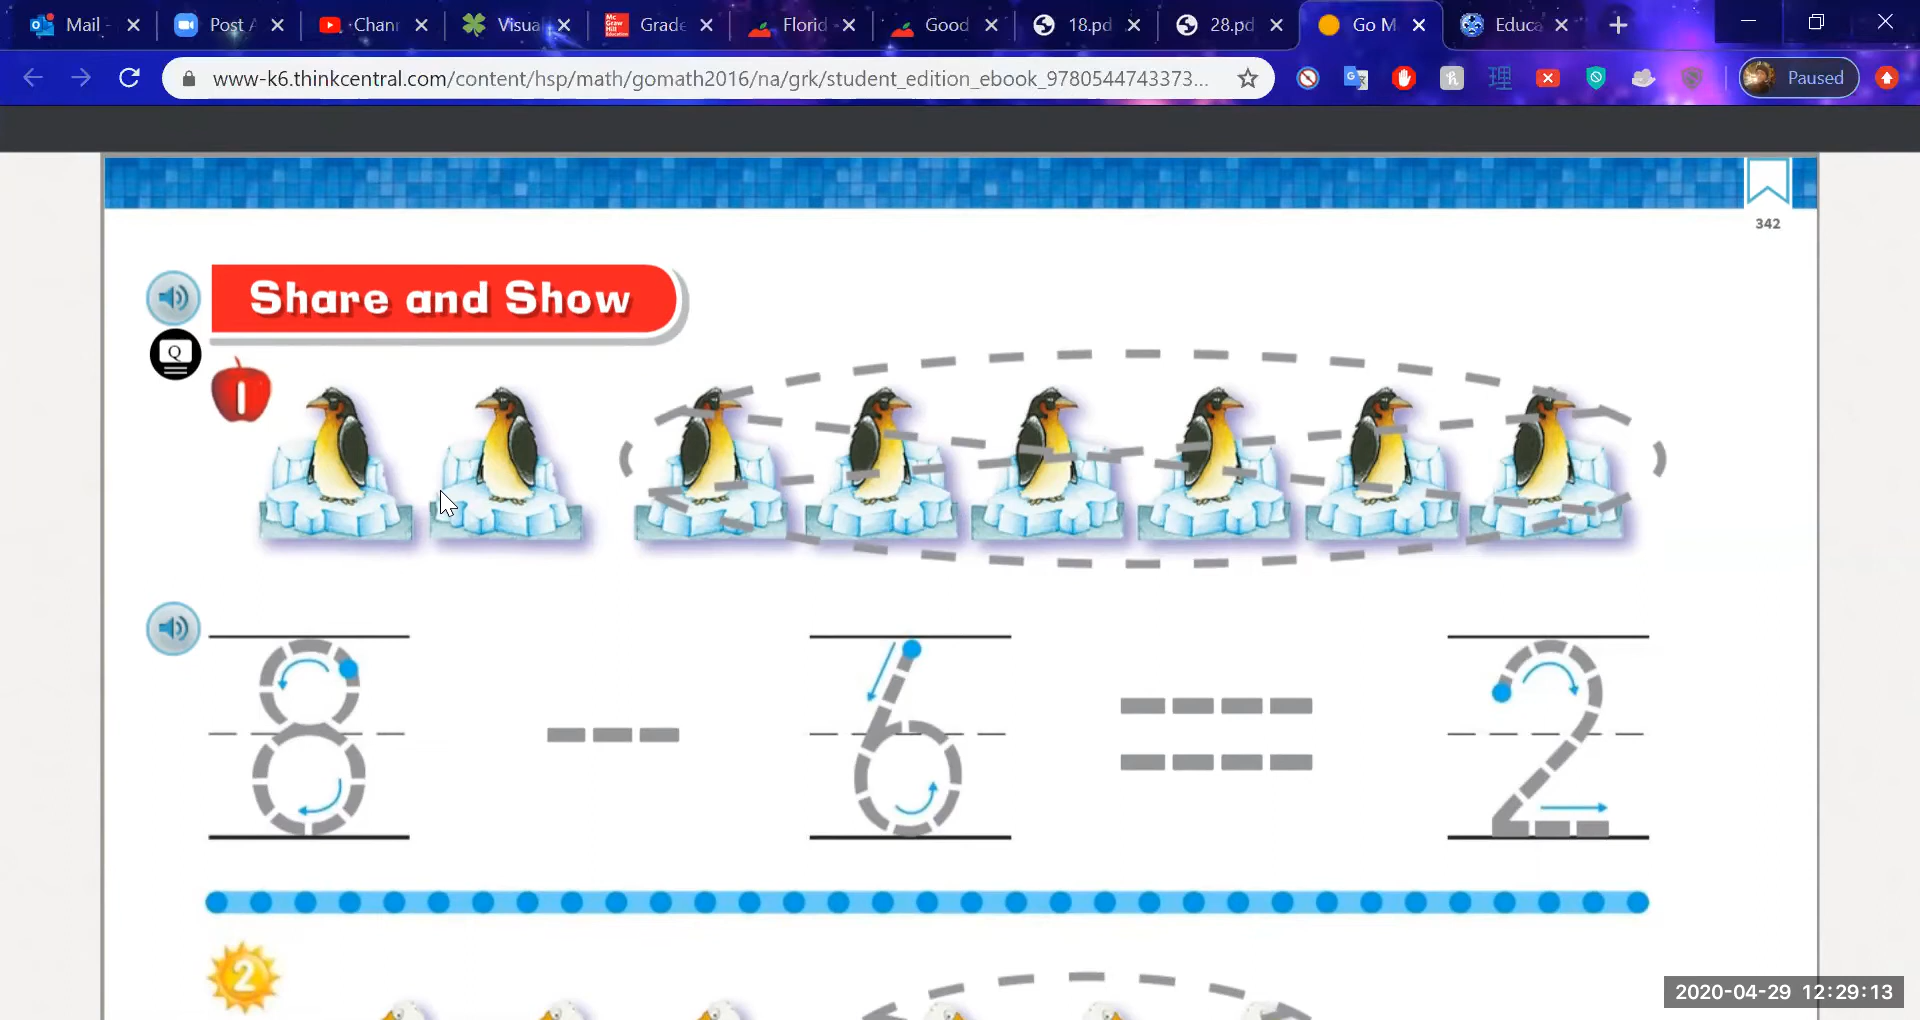 Mail -
Post A
Chann
Visua
Grade
Florid
Good
18.pd
28.pd
Go M
Educa
www-k6.thinkcentral.com/content/hsp/math/gomath2016/na/grk/student_edition_ebook_9780544743373...
理
Paused
342
Share and Show
Q
1
8 - 6 = 2
2
2020-04-29 12:29:13